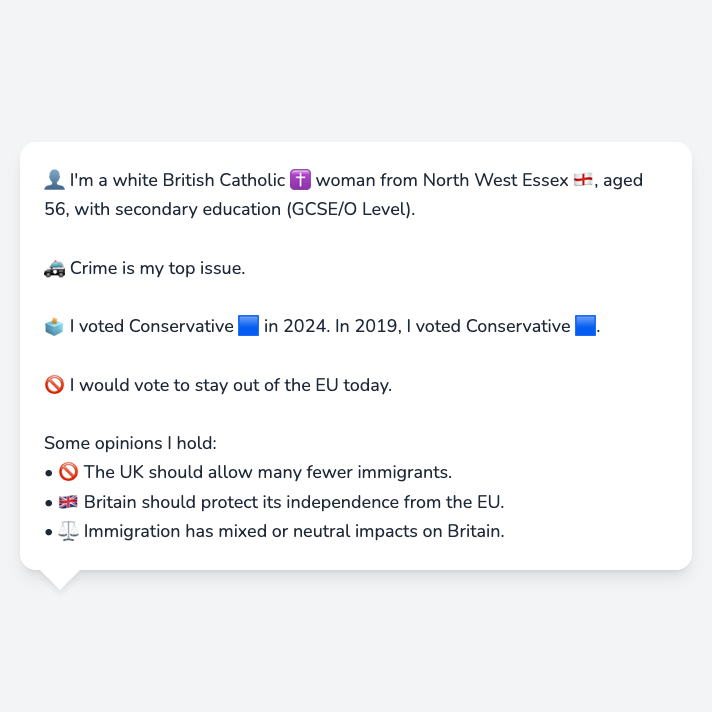 👤 I'm a white British Catholic ✝️ woman from North West Essex 🏴󠁧󠁢󠁥󠁮󠁧󠁿, aged
56, with secondary education (GCSE/O Level).
🚓 Crime is my top issue.
🗳️ I voted Conservative 🟦 in 2024. In 2019, I voted Conservative 🟦.
🚫 I would vote to stay out of the EU today.
Some opinions I hold:
• 🚫 The UK should allow many fewer immigrants.
• 🇬🇧 Britain should protect its independence from the EU.
• ⚖️ Immigration has mixed or neutral impacts on Britain.